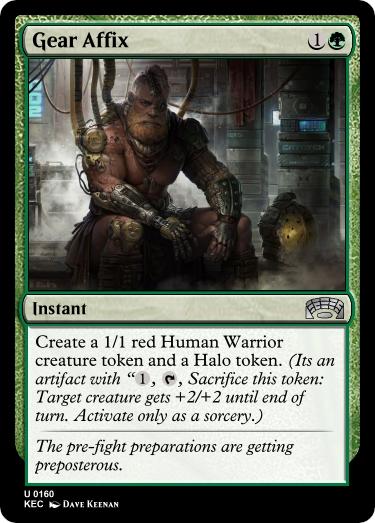 Gear Affix
1
Instant
Create a 1/1 red Human Warrior
creature token and a Halo token. (Its an
artifact with “1, T, Sacrifice this token:
Target creature gets +2/+2 until end of
turn. Activate only as a sorcery.)
The pre-fight preparations are getting
preposterous.
U 0160
KEC DAVE KEENAN